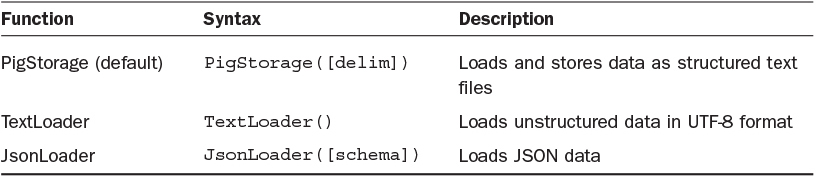 Function Syntax Description
PigStorage (default) PigStorage([delim]) Loads and stores data as structured text
files
TextLoader TextLoader() Loads unstructured data in UTF-8 format
JsonLoader JsonLoader([schema]) Loads JSON data